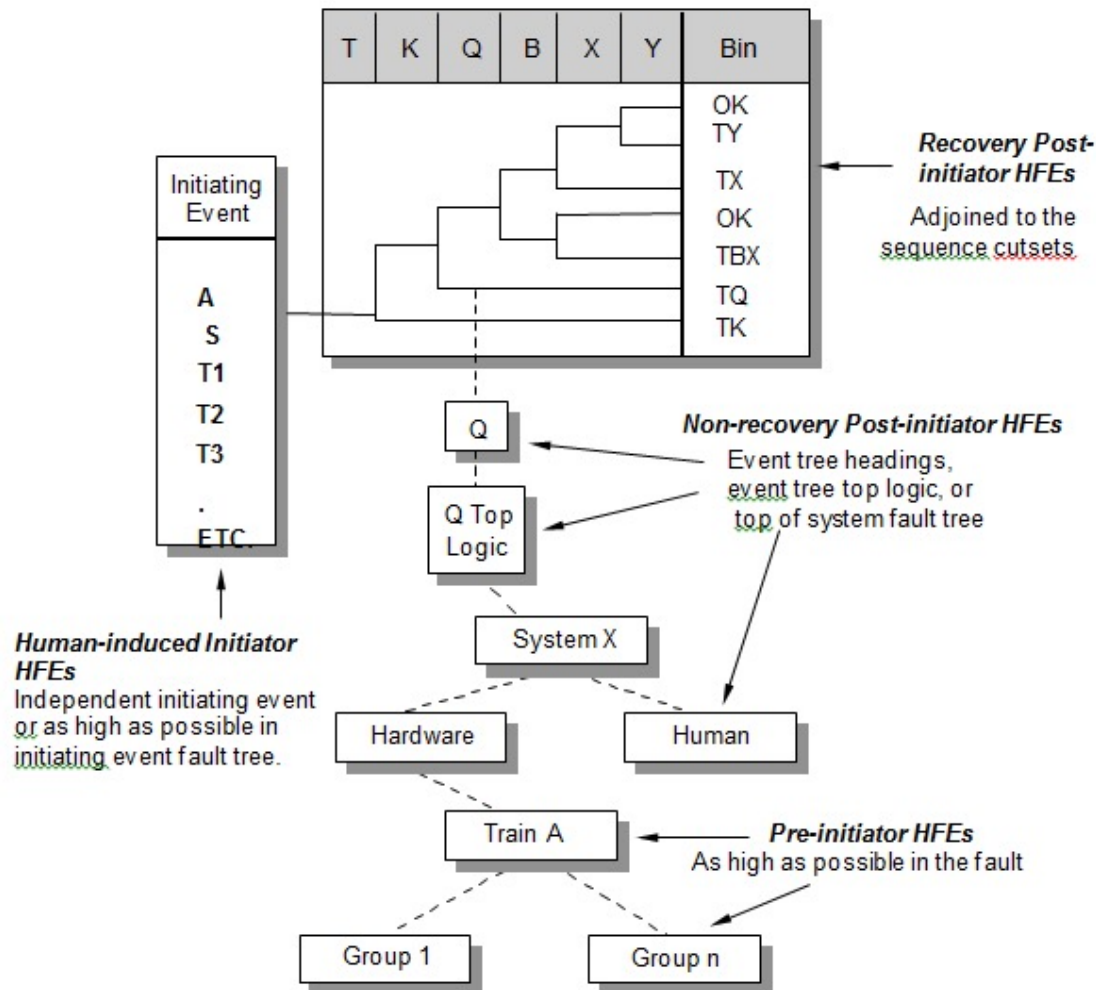 T K Q B X Y Bin
OK
TY
TX
OK
TBX
TQ
TK
Recovery Post-
initiator HFEs
Adjoined to the
sequence cutsets
Initiating
Event
A
S
T1
T2
T3
.
ETC.
Human-induced Initiator
HFEs
Independent initiating event
or as high as possible in
initiating event fault tree.
Q
Q Top
Logic
Non-recovery Post-initiator HFEs
Event tree headings,
event tree top logic, or
top of system fault tree
System X
Hardware
Human
Train A
Pre-initiator HFEs
As high as possible in the fault
Group 1
Group n